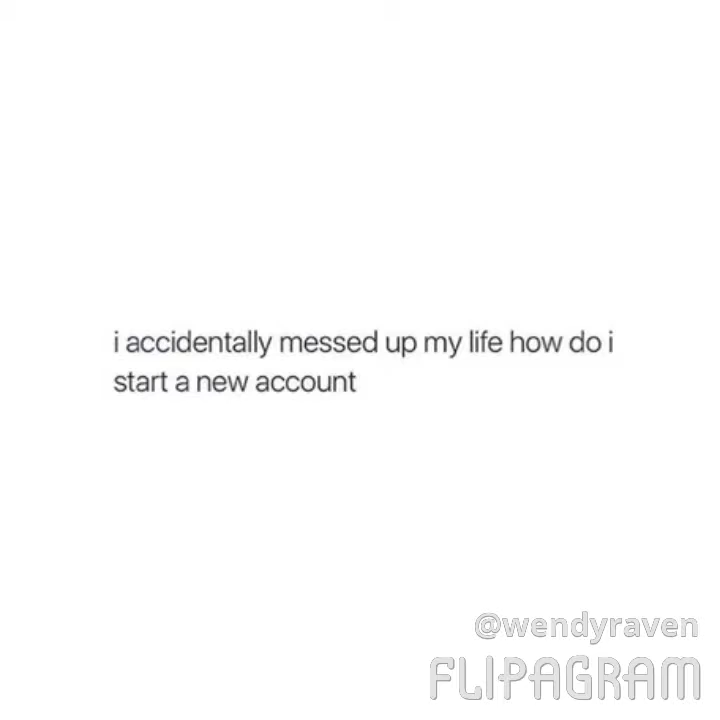 i accidentally messed up my life how do i
start a new account
@wendyraven
FLIPAGRAM